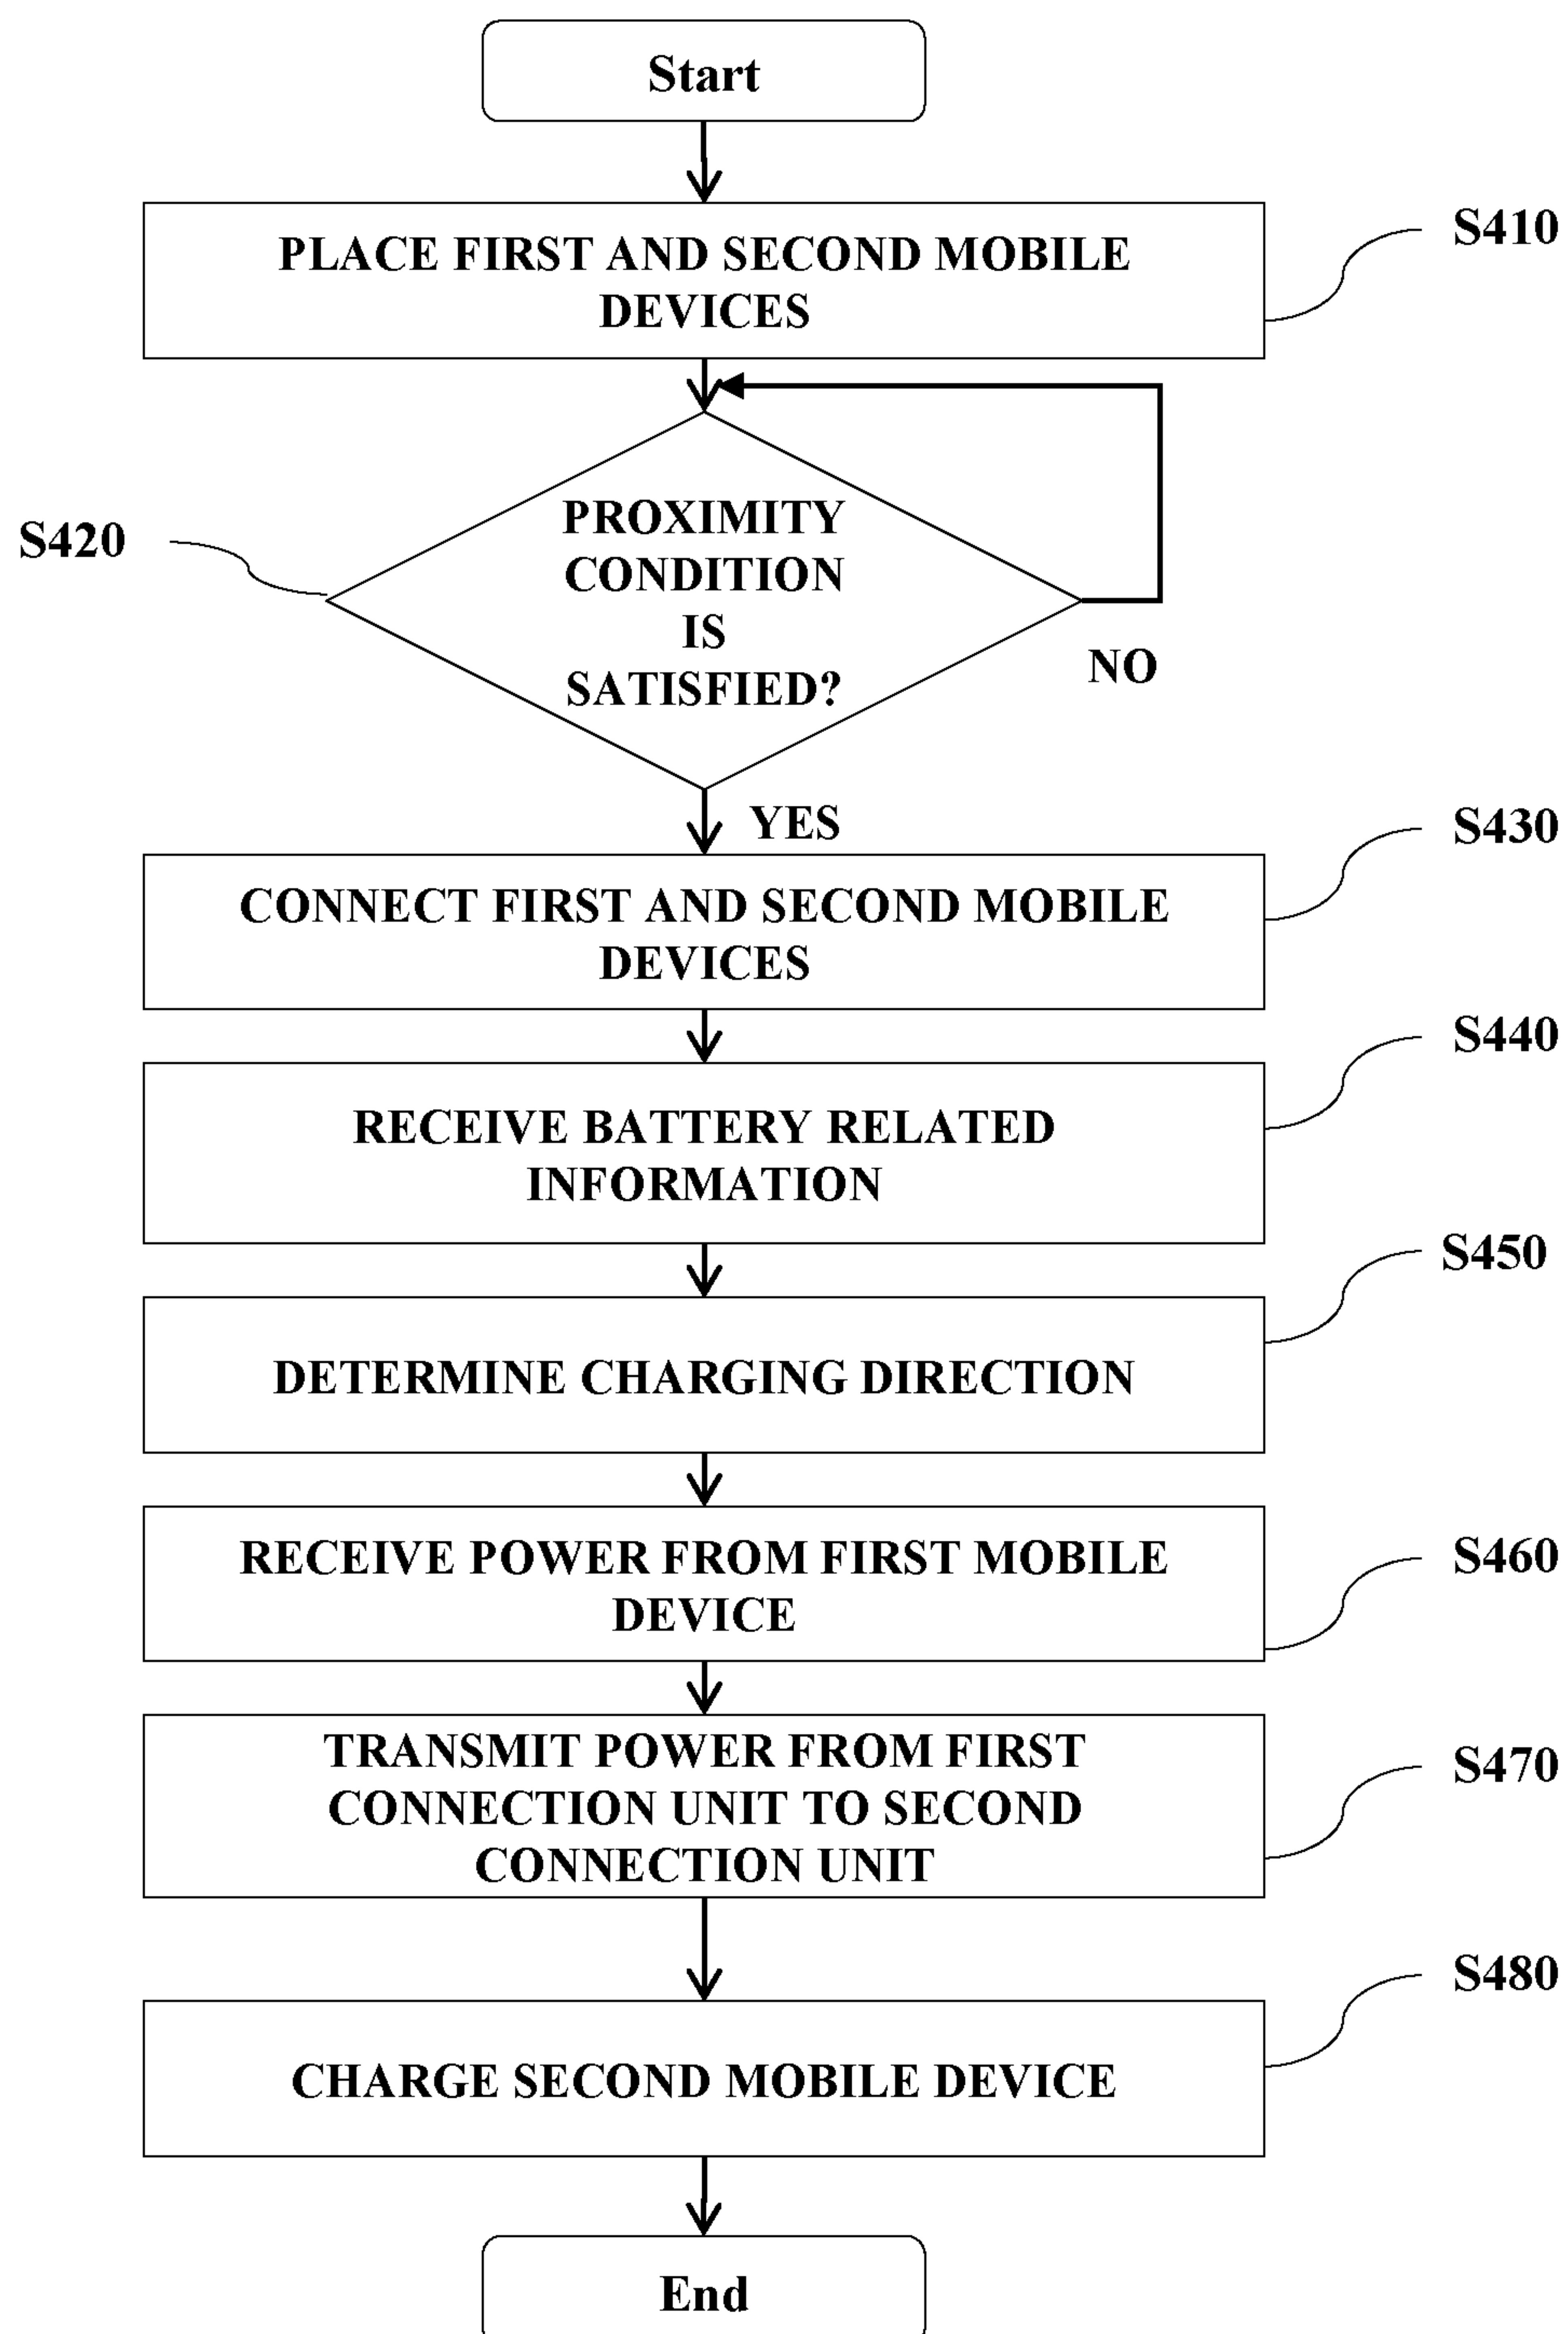 Start
PLACE FIRST AND SECOND MOBILE
DEVICES
S410
PROXIMITY
CONDITION
IS
SATISFIED?
S420
NO
YES
CONNECT FIRST AND SECOND MOBILE
DEVICES
S430
RECEIVE BATTERY RELATED
INFORMATION
S440
DETERMINE CHARGING DIRECTION
S450
RECEIVE POWER FROM FIRST MOBILE
DEVICE
S460
TRANSMIT POWER FROM FIRST
CONNECTION UNIT TO SECOND
CONNECTION UNIT
S470
CHARGE SECOND MOBILE DEVICE
S480
End